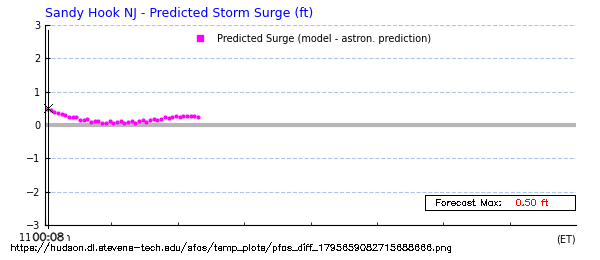 Sandy Hook NJ - Predicted Storm Surge (ft)
3
Predicted Surge (model - astron. prediction)
2
1
0
−1
−2
Forecast Max: 0.50 ft
−3
(ET)
https://hudson.dl.stevens-tech.edu/sfas/temp_plots/pfas_diff_1795659082715688666.png